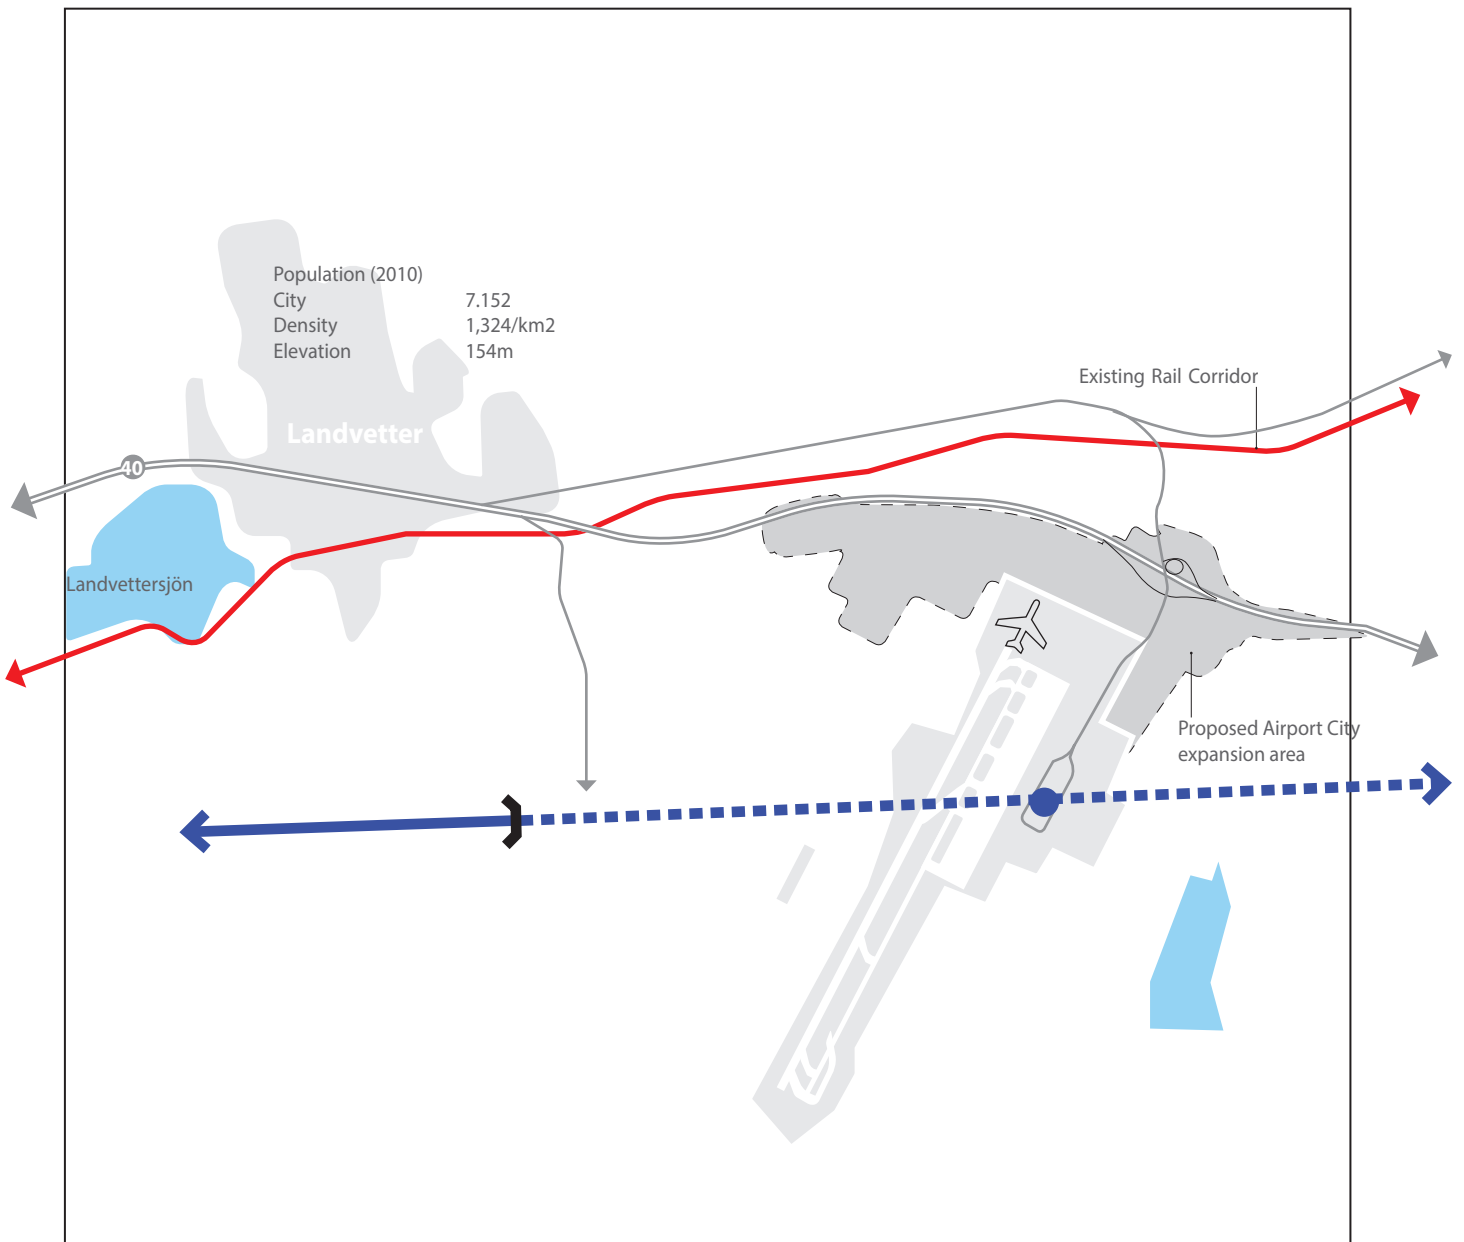 Population (2010)
City 7.152
Density 1,324/km2
Elevation 154m
Existing Rail Corridor
Landvetter
40
Landvettersjön
Proposed Airport City
expansion area